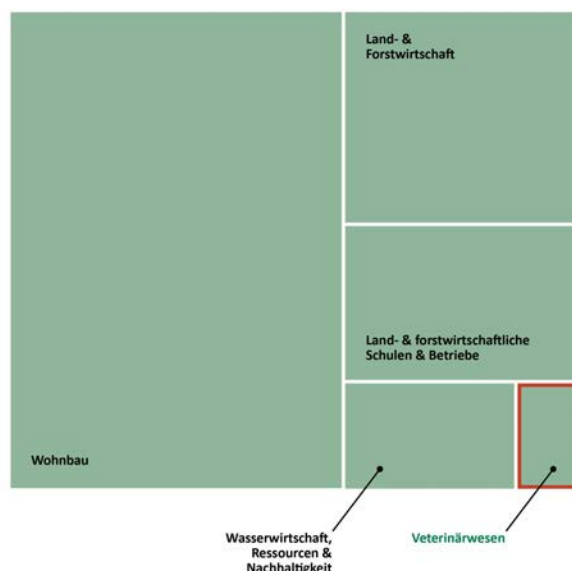 Land- &
Forstwirtschaft
Land- & forstwirtschaftliche
Schulen & Betriebe
Wohnbau
Wasserwirtschaft,
Ressourcen &
Nachhaltigkeit
Veterinärwesen